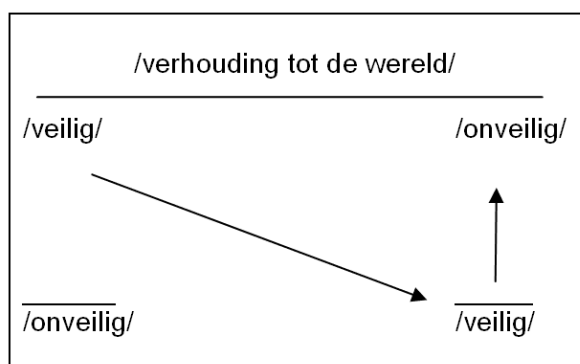 /verhouding tot de wereld/
/veilig/ /onveilig/
/onveilig/ /veilig/